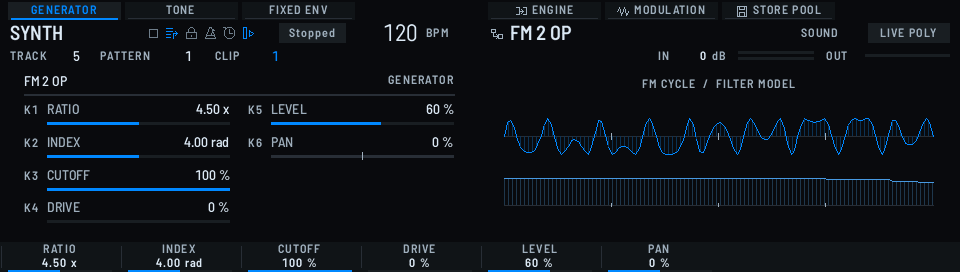 GENERATOR TONE FIXED ENV ENGINE MODULATION STORE POOL
SYNTH Stopped 120 BPM FM 2 OP SOUND LIVE POLY
TRACK 5 PATTERN 1 CLIP 1 IN 0 dB OUT
FM 2 OP GENERATOR FM CYCLE / FILTER MODEL
K1 RATIO 4.50 x K5 LEVEL 60 %
K2 INDEX 4.00 rad K6 PAN 0 %
K3 CUTOFF 100 %
K4 DRIVE 0 %
RATIO INDEX CUTOFF DRIVE LEVEL PAN
4.50 x 4.00 rad 100 % 0 % 60 % 0 %